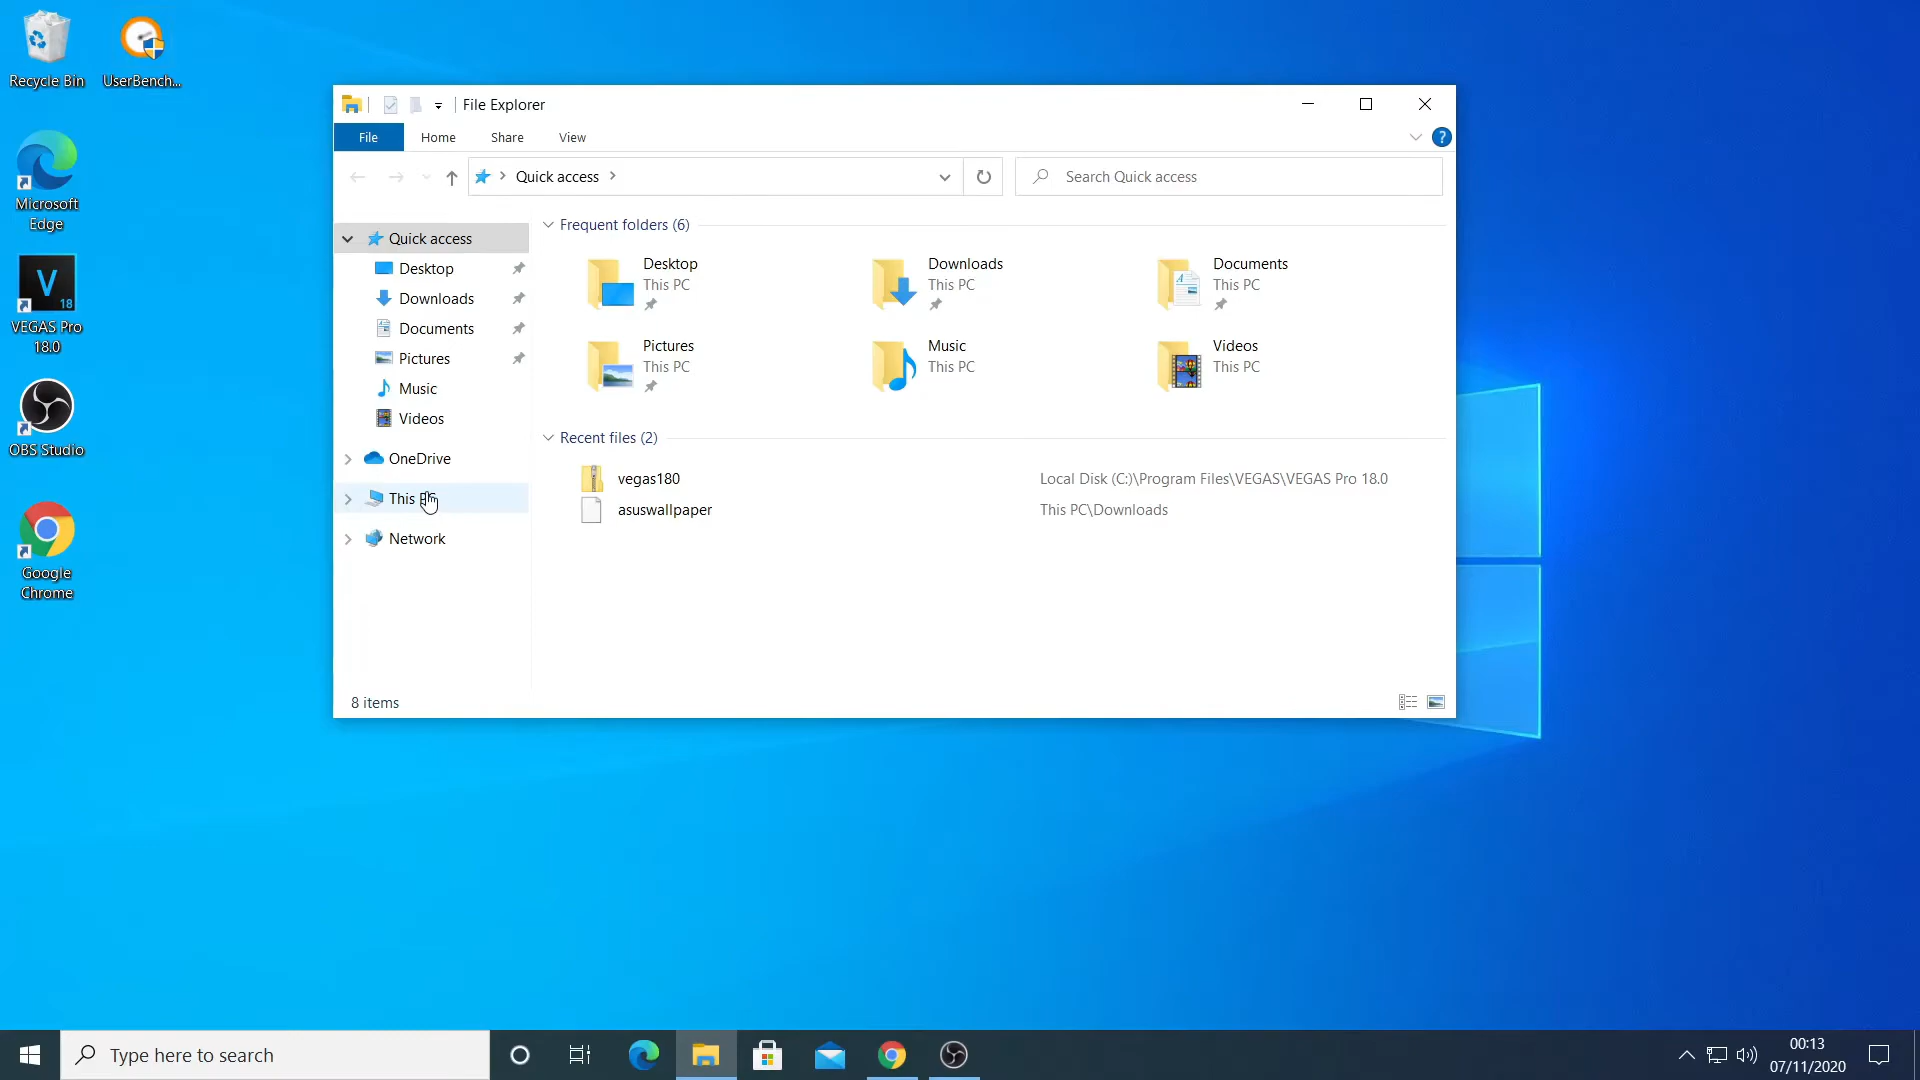 Recycle Bin
UserBench...
Microsoft
Edge
V
18
VEGAS Pro
18.0
OBS Studio
Google
Chrome
File Explorer
File
Home
Share
View
?
Quick access
Search Quick access
Quick access
Desktop
Downloads
Documents
Pictures
Music
Videos
OneDrive
This
Network
Frequent folders (6)
Desktop
This PC
Downloads
This PC
Documents
This PC
Pictures
This PC
Music
This PC
Videos
This PC
Recent files (2)
vegas180
Local Disk (C:)\Program Files\VEGAS\VEGAS Pro 18.0
asuswallpaper
This PC\Downloads
8 items
Type here to search
00:13
07/11/2020